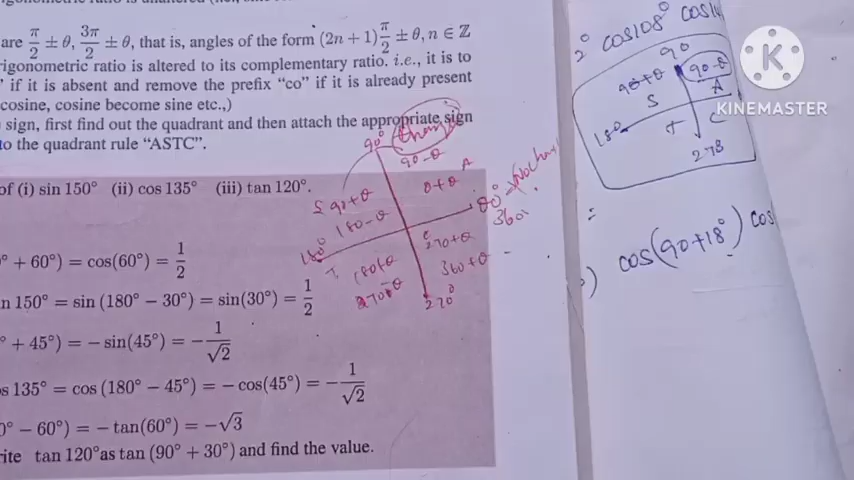 are π/2 ± θ, 3π/2 ± θ, that is, angles of the form (2n + 1) π/2 ± θ, n ∈ Z
rigonometric ratio is altered to its complementary ratio. i.e., it is to
if it is absent and remove the prefix “co” if it is already present
cosine, cosine become sine etc.,)
sign, first find out the quadrant and then attach the appropriate sign
to the quadrant rule “ASTC”.
of (i) sin 150° (ii) cos 135° (iii) tan 120°.
° + 60°) = cos(60°) = 1/2
n 150° = sin (180° − 30°) = sin(30°) = 1/2
° + 45°) = − sin(45°) = − 1/√2
os 135° = cos (180° − 45°) = − cos(45°) = − 1/√2
0° − 60°) = − tan(60°) = −√3
rite tan 120°as tan (90° + 30°) and find the value.
90°
90-θ
A
0+θ
S 90+θ
180-θ
180°
T 180+θ
270-θ
C
270+θ
360+θ
270°
360°
2° cos108° cos
90
90+θ
90-θ
S
A
180
T
C
KINEMASTER
cos(90+18°) cos